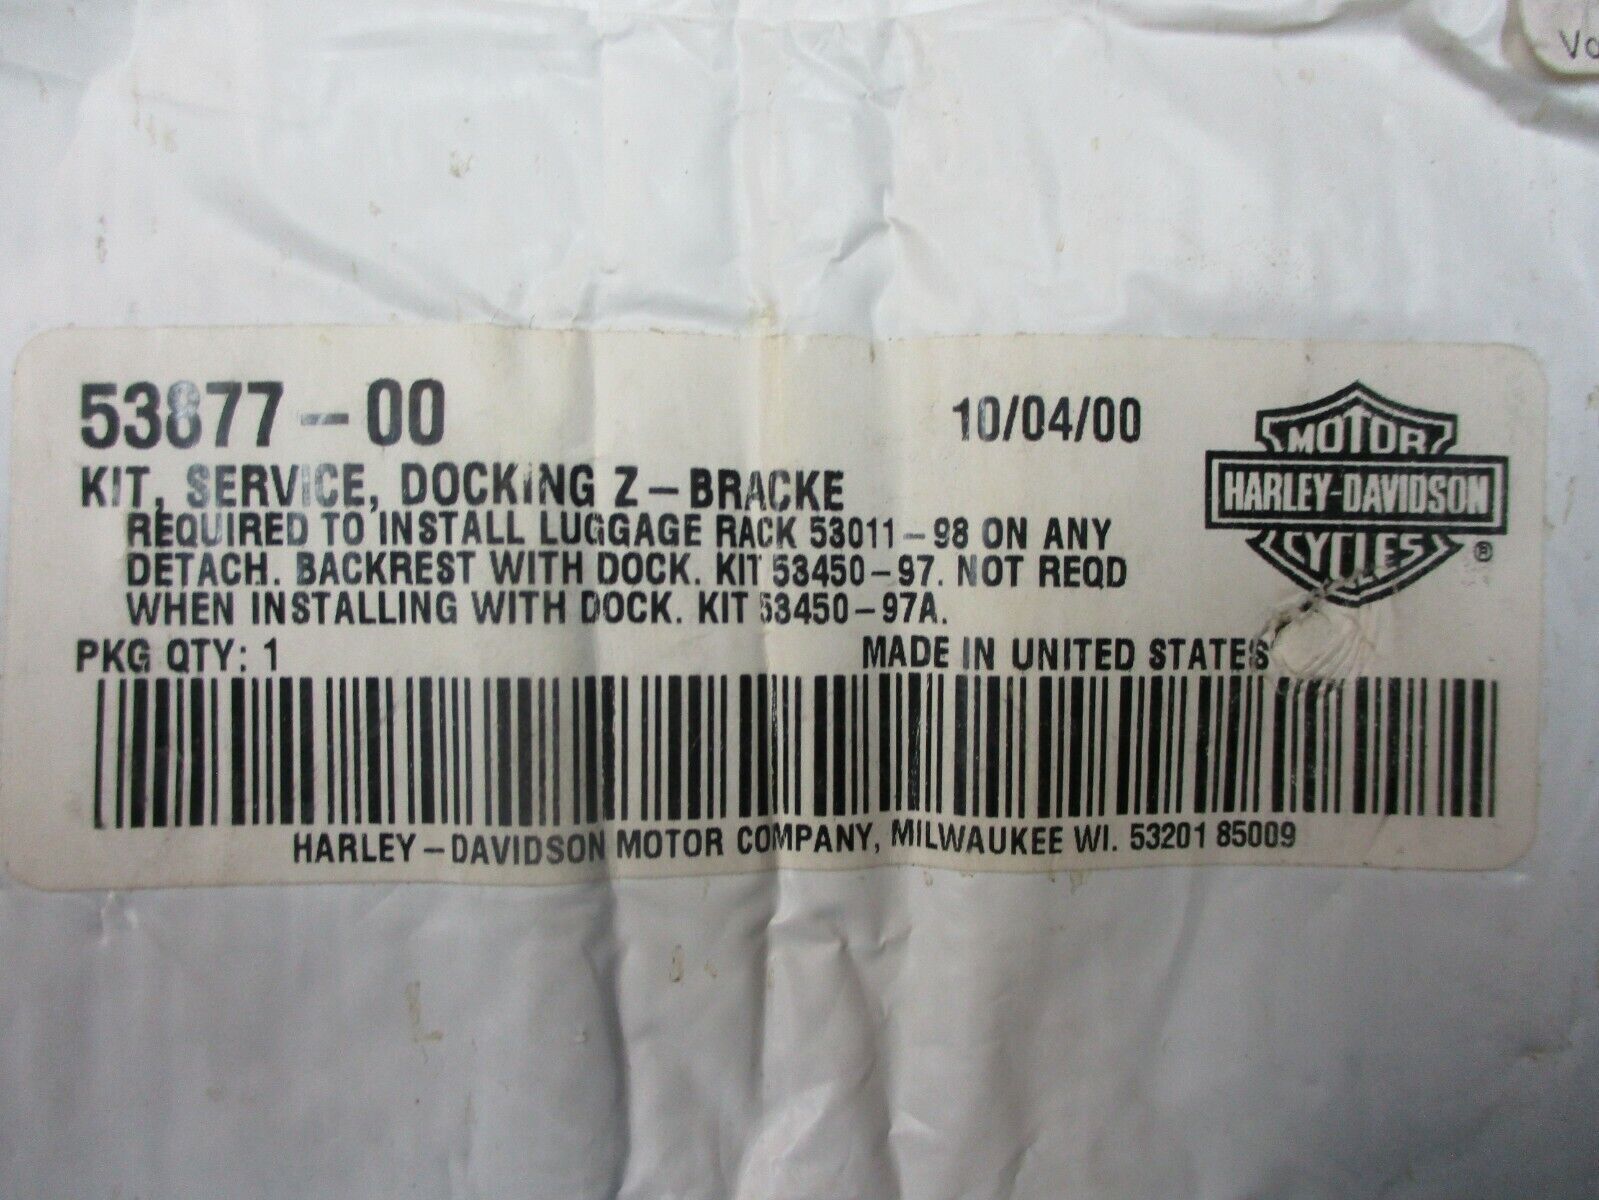 53877-00
10/04/00
MOTOR
HARLEY-DAVIDSON
CYCLES
®
KIT, SERVICE, DOCKING Z-BRACKE
REQUIRED TO INSTALL LUGGAGE RACK 53011-98 ON ANY
DETACH. BACKREST WITH DOCK. KIT 53450-97. NOT REQD
WHEN INSTALLING WITH DOCK. KIT 53450-97A.
PKG QTY: 1
MADE IN UNITED STATES
HARLEY-DAVIDSON MOTOR COMPANY, MILWAUKEE WI. 53201 85009